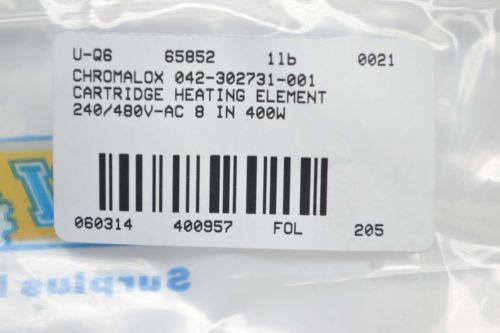 U-Q6 65852 1lb 0021
CHROMALOX 042-302731-001
CARTRIDGE HEATING ELEMENT
240/480V-AC 8 IN 400W
060314 400957 FOL 205
Surplus